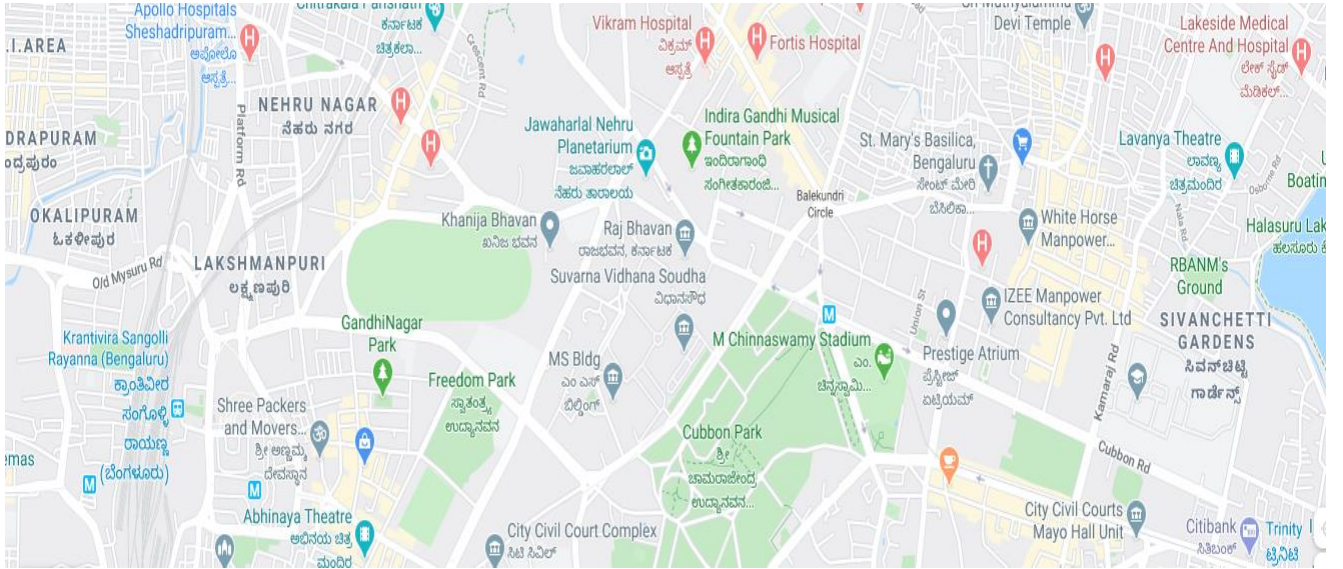 Apollo Hospitals
Sheshadripuram...
ಅಪೋಲೊ
ಆಸ್ಪತ್ರೆ...
ಕರ್ನಾಟಕ
ಚಿತ್ರಕಲಾ...
Crescent Rd
Vikram Hospital
ವಿಕ್ರಮ್
ಆಸ್ಪತ್ರೆ
Fortis Hospital
Devi Temple
Lakeside Medical
Centre And Hospital
ಲೇಕ್ ಸೈಡ್
ಮೆಡಿಕಲ್...
.I.AREA
NEHRU NAGAR
ನೆಹರು ನಗರ
Platform Rd
DRAPURAM
ಂದ್ರಪುರಂ
Jawaharlal Nehru
Planetarium
ಜವಾಹರಲಾಲ್
ನೆಹರು ತಾರಾಲಯ
Indira Gandhi Musical
Fountain Park
ಇಂದಿರಾಗಾಂಧಿ
ಸಂಗೀತಕಾರಂಜಿ...
St. Mary's Basilica,
Bengaluru
ಸೇಂಟ್ ಮೇರಿ
ಬೆಸಿಲಿಕಾ...
Lavanya Theatre
ಲಾವಣ್ಯ
ಚಿತ್ರಮಂದಿರ
Osborne Rd
Boatin
Nala Rd
Balekundri
Circle
OKALIPURAM
ಓಕಳೀಪುರ
Khanija Bhavan
ಖನಿಜ ಭವನ
Raj Bhavan
ರಾಜಭವನ, ಕರ್ನಾಟಕ
White Horse
Manpower...
Halasuru Lak
ಹಲಸೂರು ಕೆ
Old Mysuru Rd
LAKSHMANPURI
ಲಕ್ಷ್ಮಣಪುರಿ
Suvarna Vidhana Soudha
ವಿಧಾನಸೌಧ
RBANM's
Ground
Union St
IZEE Manpower
Consultancy Pvt. Ltd
SIVANCHETTI
GARDENS
ಸಿವನ್‌ಚೆಟ್ಟಿ
ಗಾರ್ಡೆನ್ಸ್
Krantivira Sangolli
Rayanna (Bengaluru)
ಕ್ರಾಂತಿವೀರ
ಸಂಗೊಳ್ಳಿ
ರಾಯಣ್ಣ
(ಬೆಂಗಳೂರು)
GandhiNagar
Park
M Chinnaswamy Stadium
ಎಂ.
ಚಿನ್ನಸ್ವಾಮಿ...
Prestige Atrium
ಪ್ರೆಸ್ಟೀಜ್
ಏಟ್ರಿಯಮ್
MS Bldg
ಎಂ ಎಸ್
ಬಿಲ್ಡಿಂಗ್
Freedom Park
ಸ್ವಾತಂತ್ರ್ಯ
ಉದ್ಯಾನವನ
Kamaraj Rd
Shree Packers
and Movers...
ಶ್ರೀ ಅಣ್ಣಮ್ಮ
ದೇವಸ್ಥಾನ
Cubbon Park
ಶ್ರೀ
ಚಾಮರಾಜೇಂದ್ರ
ಉದ್ಯಾನವನ...
Cubbon Rd
emas
Abhinaya Theatre
ಅಭಿನಯ ಚಿತ್ರ
ಮಂದಿರ
City Civil Court Complex
ಸಿಟಿ ಸಿವಿಲ್
City Civil Courts
Mayo Hall Unit
Citibank
ಸಿತಿಬಂಕ್
Trinity
ಟ್ರಿನಿಟಿ